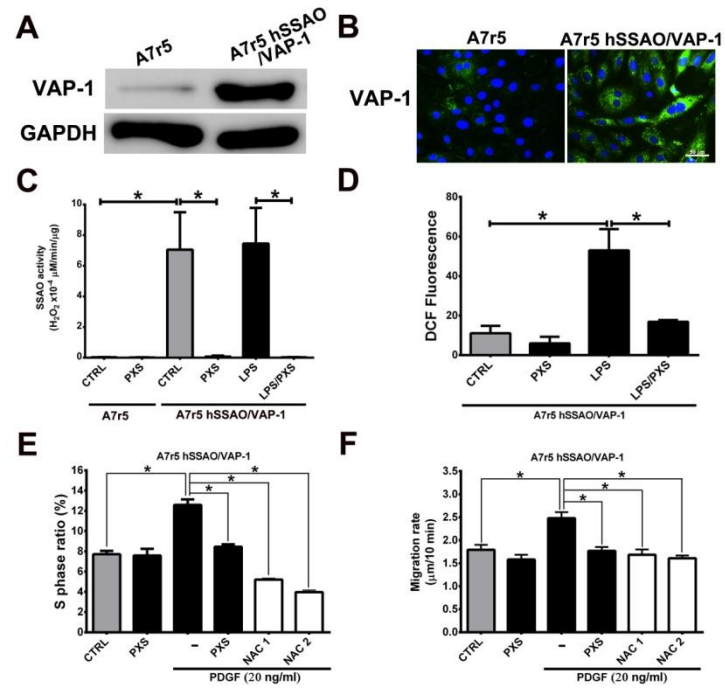 A
A7r5
A7r5 hSSAO
/VAP-1
VAP-1
GAPDH
B
A7r5
A7r5 hSSAO/VAP-1
VAP-1
C
*
*
*
SSAO activity
(H₂O₂ x10⁻⁴ μM/min/μg)
10
8
6
4
2
0
CTRL
PXS
CTRL
PXS
LPS
LPS/PXS
A7r5
A7r5 hSSAO/VAP-1
D
*
*
DCF Fluorescence
80
60
40
20
0
CTRL
PXS
LPS
LPS/PXS
A7r5 hSSAO/VAP-1
E
A7r5 hSSAO/VAP-1
*
*
*
*
S phase ratio (%)
16
12
8
4
0
CTRL
PXS
–
PXS
NAC 1
NAC 2
PDGF (20 ng/ml)
F
A7r5 hSSAO/VAP-1
*
*
*
*
Migration rate
(μm/10 min)
3.5
3.0
2.5
2.0
1.5
1.0
0.5
0.0
CTRL
PXS
–
PXS
NAC 1
NAC 2
PDGF (20 ng/ml)